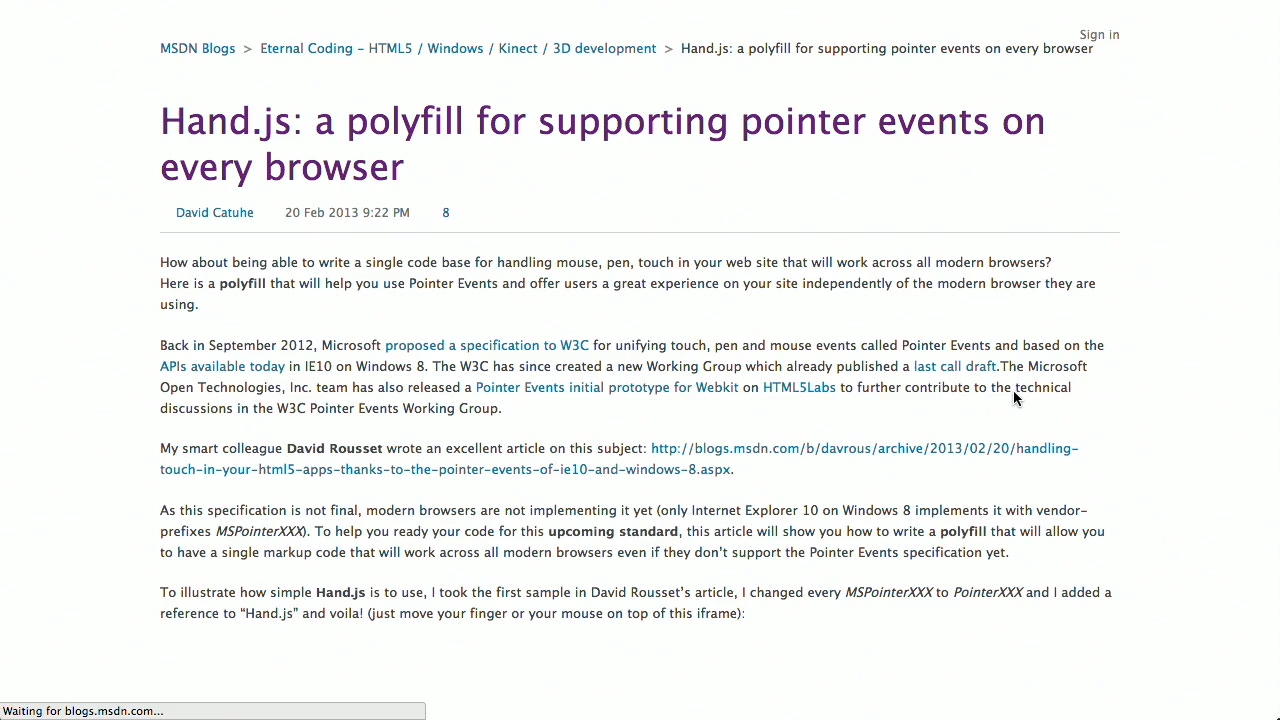 Sign in
MSDN Blogs > Eternal Coding - HTML5 / Windows / Kinect / 3D development > Hand.js: a polyfill for supporting pointer events on every browser
Hand.js: a polyfill for supporting pointer events on
every browser
David Catuhe 20 Feb 2013 9:22 PM 8
How about being able to write a single code base for handling mouse, pen, touch in your web site that will work across all modern browsers?
Here is a polyfill that will help you use Pointer Events and offer users a great experience on your site independently of the modern browser they are
using.
Back in September 2012, Microsoft proposed a specification to W3C for unifying touch, pen and mouse events called Pointer Events and based on the
APIs available today in IE10 on Windows 8. The W3C has since created a new Working Group which already published a last call draft.The Microsoft
Open Technologies, Inc. team has also released a Pointer Events initial prototype for Webkit on HTML5Labs to further contribute to the technical
discussions in the W3C Pointer Events Working Group.
My smart colleague David Rousset wrote an excellent article on this subject: http://blogs.msdn.com/b/davrous/archive/2013/02/20/handling-
touch-in-your-html5-apps-thanks-to-the-pointer-events-of-ie10-and-windows-8.aspx.
As this specification is not final, modern browsers are not implementing it yet (only Internet Explorer 10 on Windows 8 implements it with vendor-
prefixes MSPointerXXX). To help you ready your code for this upcoming standard, this article will show you how to write a polyfill that will allow you
to have a single markup code that will work across all modern browsers even if they don't support the Pointer Events specification yet.
To illustrate how simple Hand.js is to use, I took the first sample in David Rousset's article, I changed every MSPointerXXX to PointerXXX and I added a
reference to “Hand.js” and voila! (just move your finger or your mouse on top of this iframe):
Waiting for blogs.msdn.com...